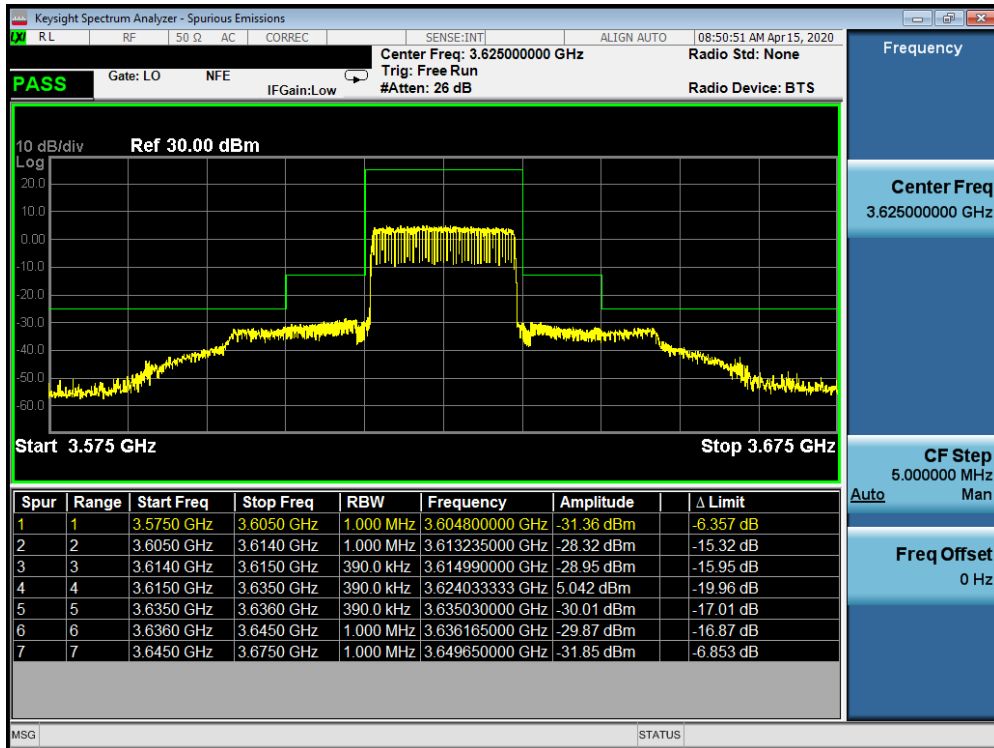 Keysight Spectrum Analyzer - Spurious Emissions
LXI RL RF 50 Ω AC CORREC SENSE:INT ALIGN AUTO 08:50:51 AM Apr 15, 2020
PASS
Gate: LO NFE
IFGain:Low
Center Freq: 3.625000000 GHz
Trig: Free Run
#Atten: 26 dB
Radio Std: None
Radio Device: BTS
10 dB/div Ref 30.00 dBm
Log
20.0
10.0
0.00
-10.0
-20.0
-30.0
-40.0
-50.0
-60.0
Start 3.575 GHz Stop 3.675 GHz
Spur Range Start Freq Stop Freq RBW Frequency Amplitude Δ Limit
1 1 3.5750 GHz 3.6050 GHz 1.000 MHz 3.604800000 GHz -31.36 dBm -6.357 dB
2 2 3.6050 GHz 3.6140 GHz 1.000 MHz 3.613235000 GHz -28.32 dBm -15.32 dB
3 3 3.6140 GHz 3.6150 GHz 390.0 kHz 3.614990000 GHz -28.95 dBm -15.95 dB
4 4 3.6150 GHz 3.6350 GHz 390.0 kHz 3.624033333 GHz 5.042 dBm -19.96 dB
5 5 3.6350 GHz 3.6360 GHz 390.0 kHz 3.635030000 GHz -30.01 dBm -17.01 dB
6 6 3.6360 GHz 3.6450 GHz 1.000 MHz 3.636165000 GHz -29.87 dBm -16.87 dB
7 7 3.6450 GHz 3.6750 GHz 1.000 MHz 3.649650000 GHz -31.85 dBm -6.853 dB
MSG STATUS
Frequency
Center Freq
3.625000000 GHz
CF Step
5.000000 MHz
Auto Man
Freq Offset
0 Hz